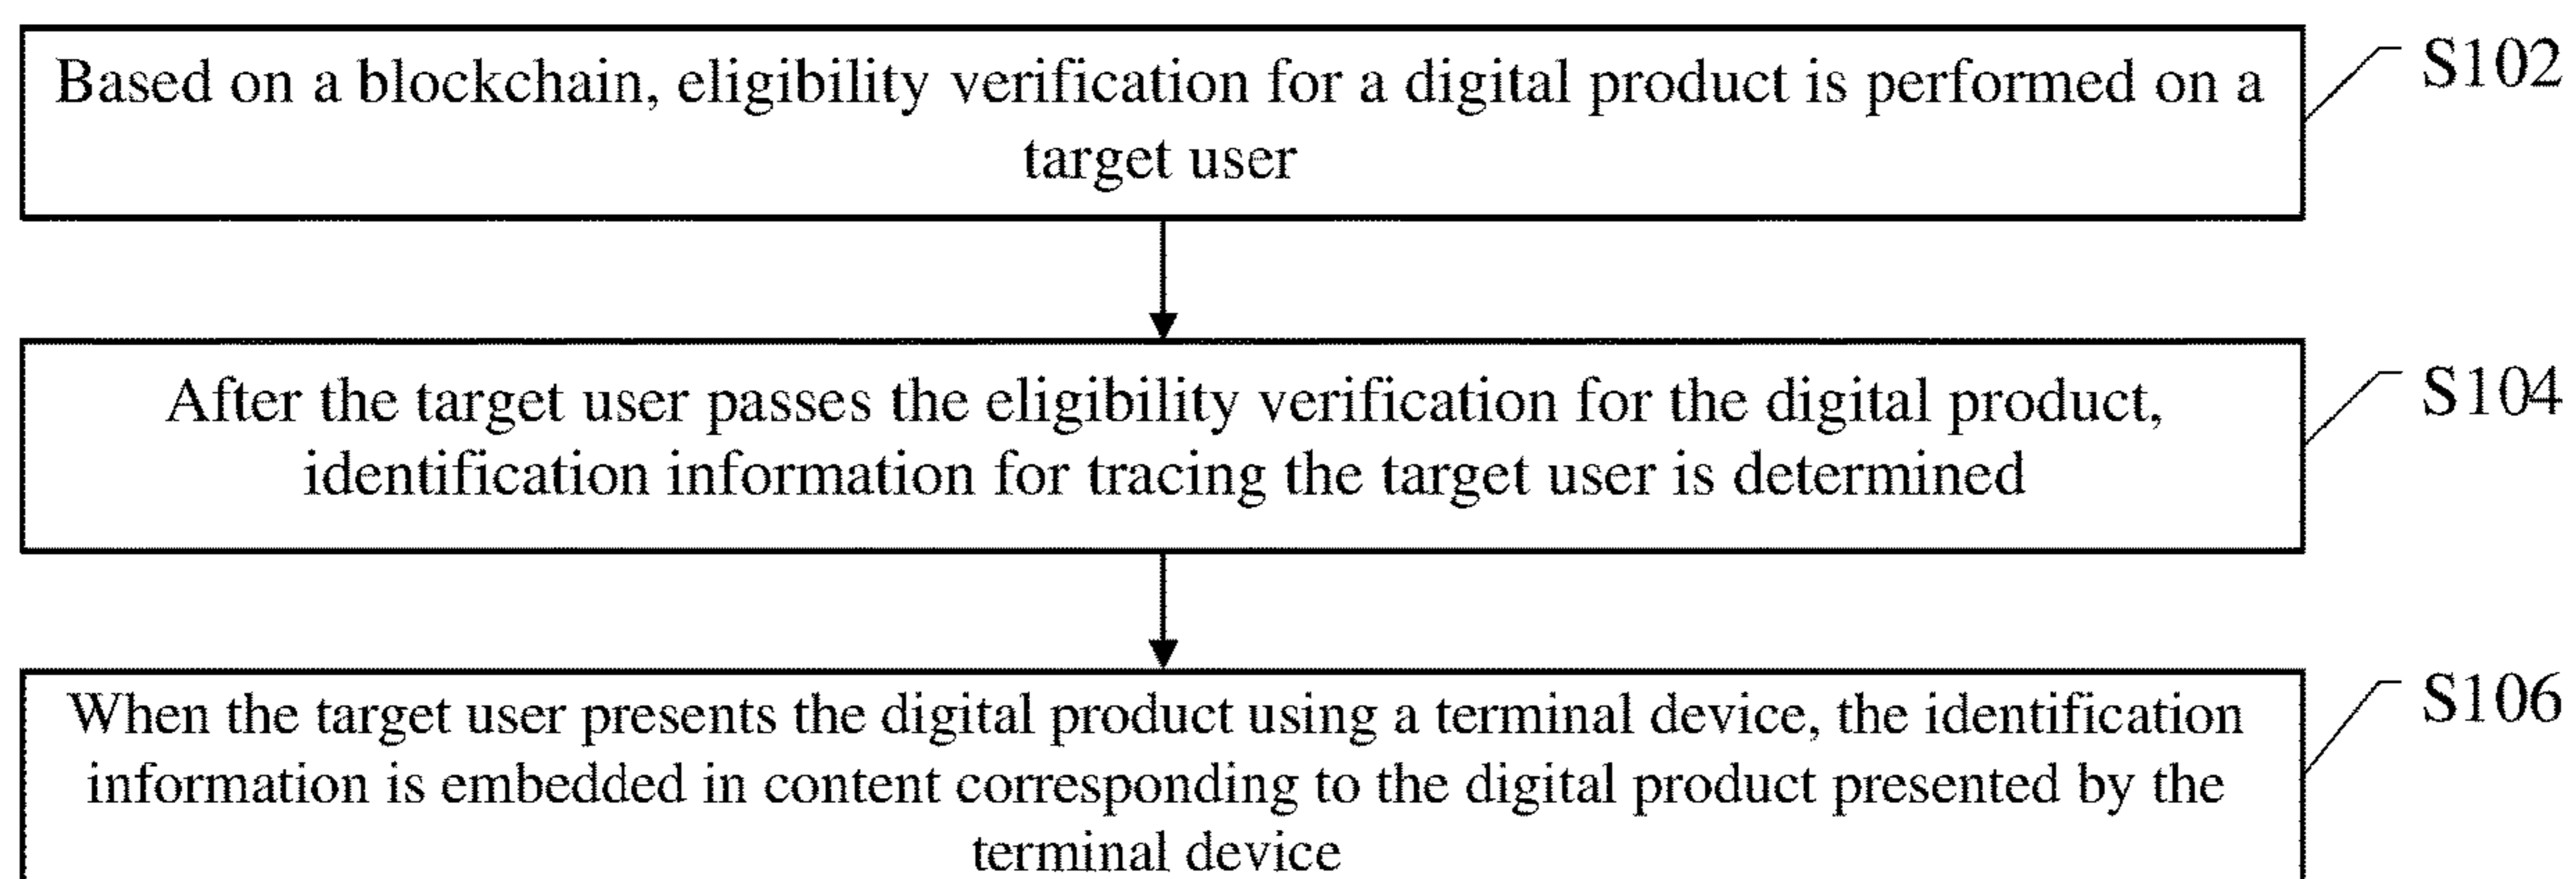 Based on a blockchain, eligibility verification for a digital product is performed on a
target user
S102
After the target user passes the eligibility verification for the digital product,
identification information for tracing the target user is determined
S104
When the target user presents the digital product using a terminal device, the identification
information is embedded in content corresponding to the digital product presented by the
terminal device
S106